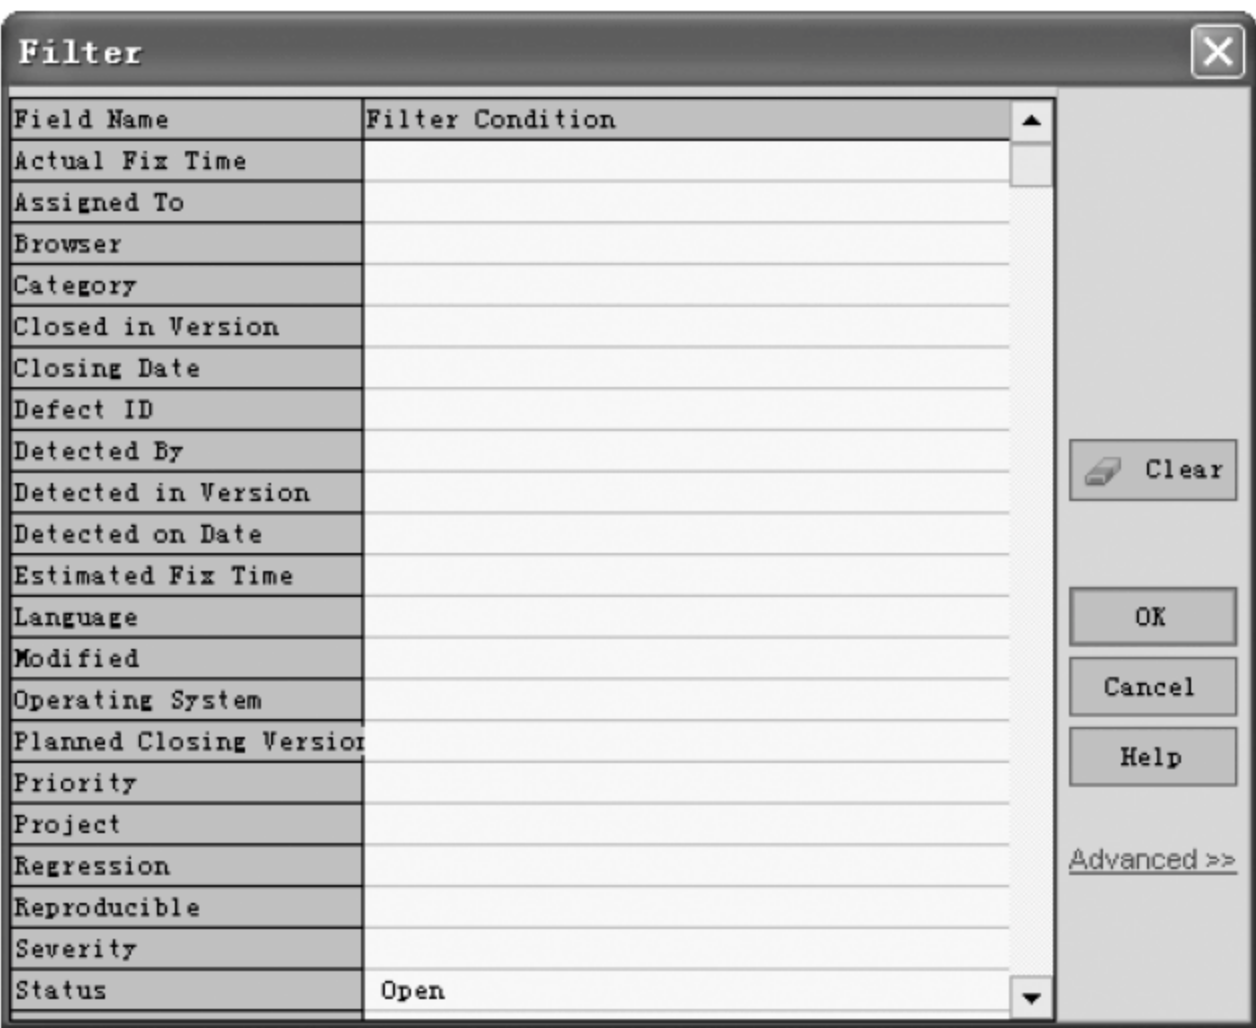 Filter
Field Name Filter Condition
Actual Fix Time
Assigned To
Browser
Category
Closed in Version
Closing Date
Defect ID
Detected By
Detected in Version
Detected on Date
Estimated Fix Time
Language
Modified
Operating System
Planned Closing Version
Priority
Project
Regression
Reproducible
Severity
Status Open
Clear
OK
Cancel
Help
Advanced >>